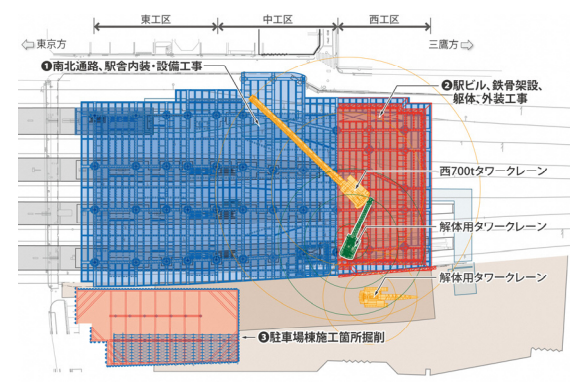 東工区 中工区 西工区
東京方 三鷹方
❶南北通路、駅舎内装・設備工事
❷駅ビル、鉄骨架設、
躯体、外装工事
西700tタワークレーン
解体用タワークレーン
解体用タワークレーン
❸駐車場棟施工箇所掘削